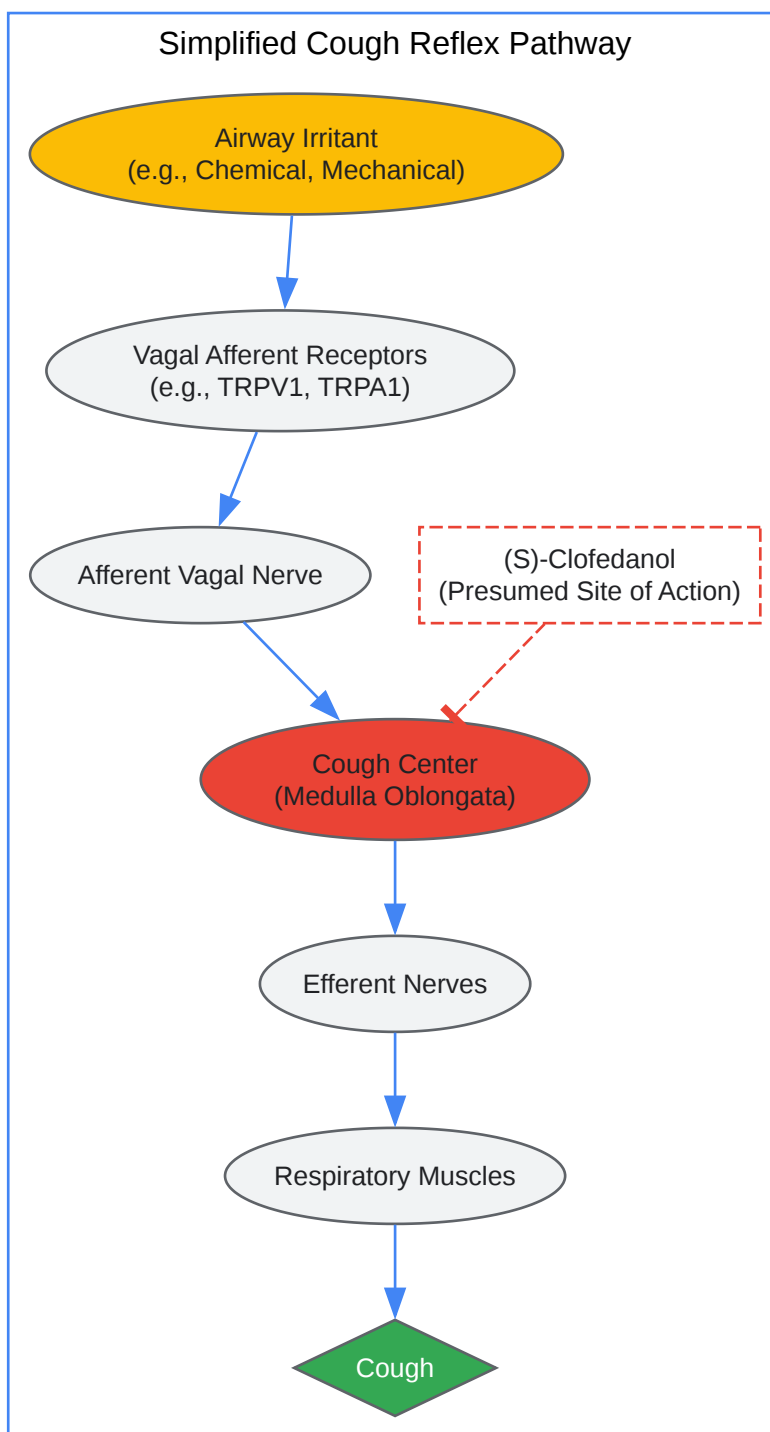 Simplified Cough Reflex Pathway
Airway Irritant
(e.g., Chemical, Mechanical)
Vagal Afferent Receptors
(e.g., TRPV1, TRPA1)
Afferent Vagal Nerve
(S)-Clofedanol
(Presumed Site of Action)
Cough Center
(Medulla Oblongata)
Efferent Nerves
Respiratory Muscles
Cough